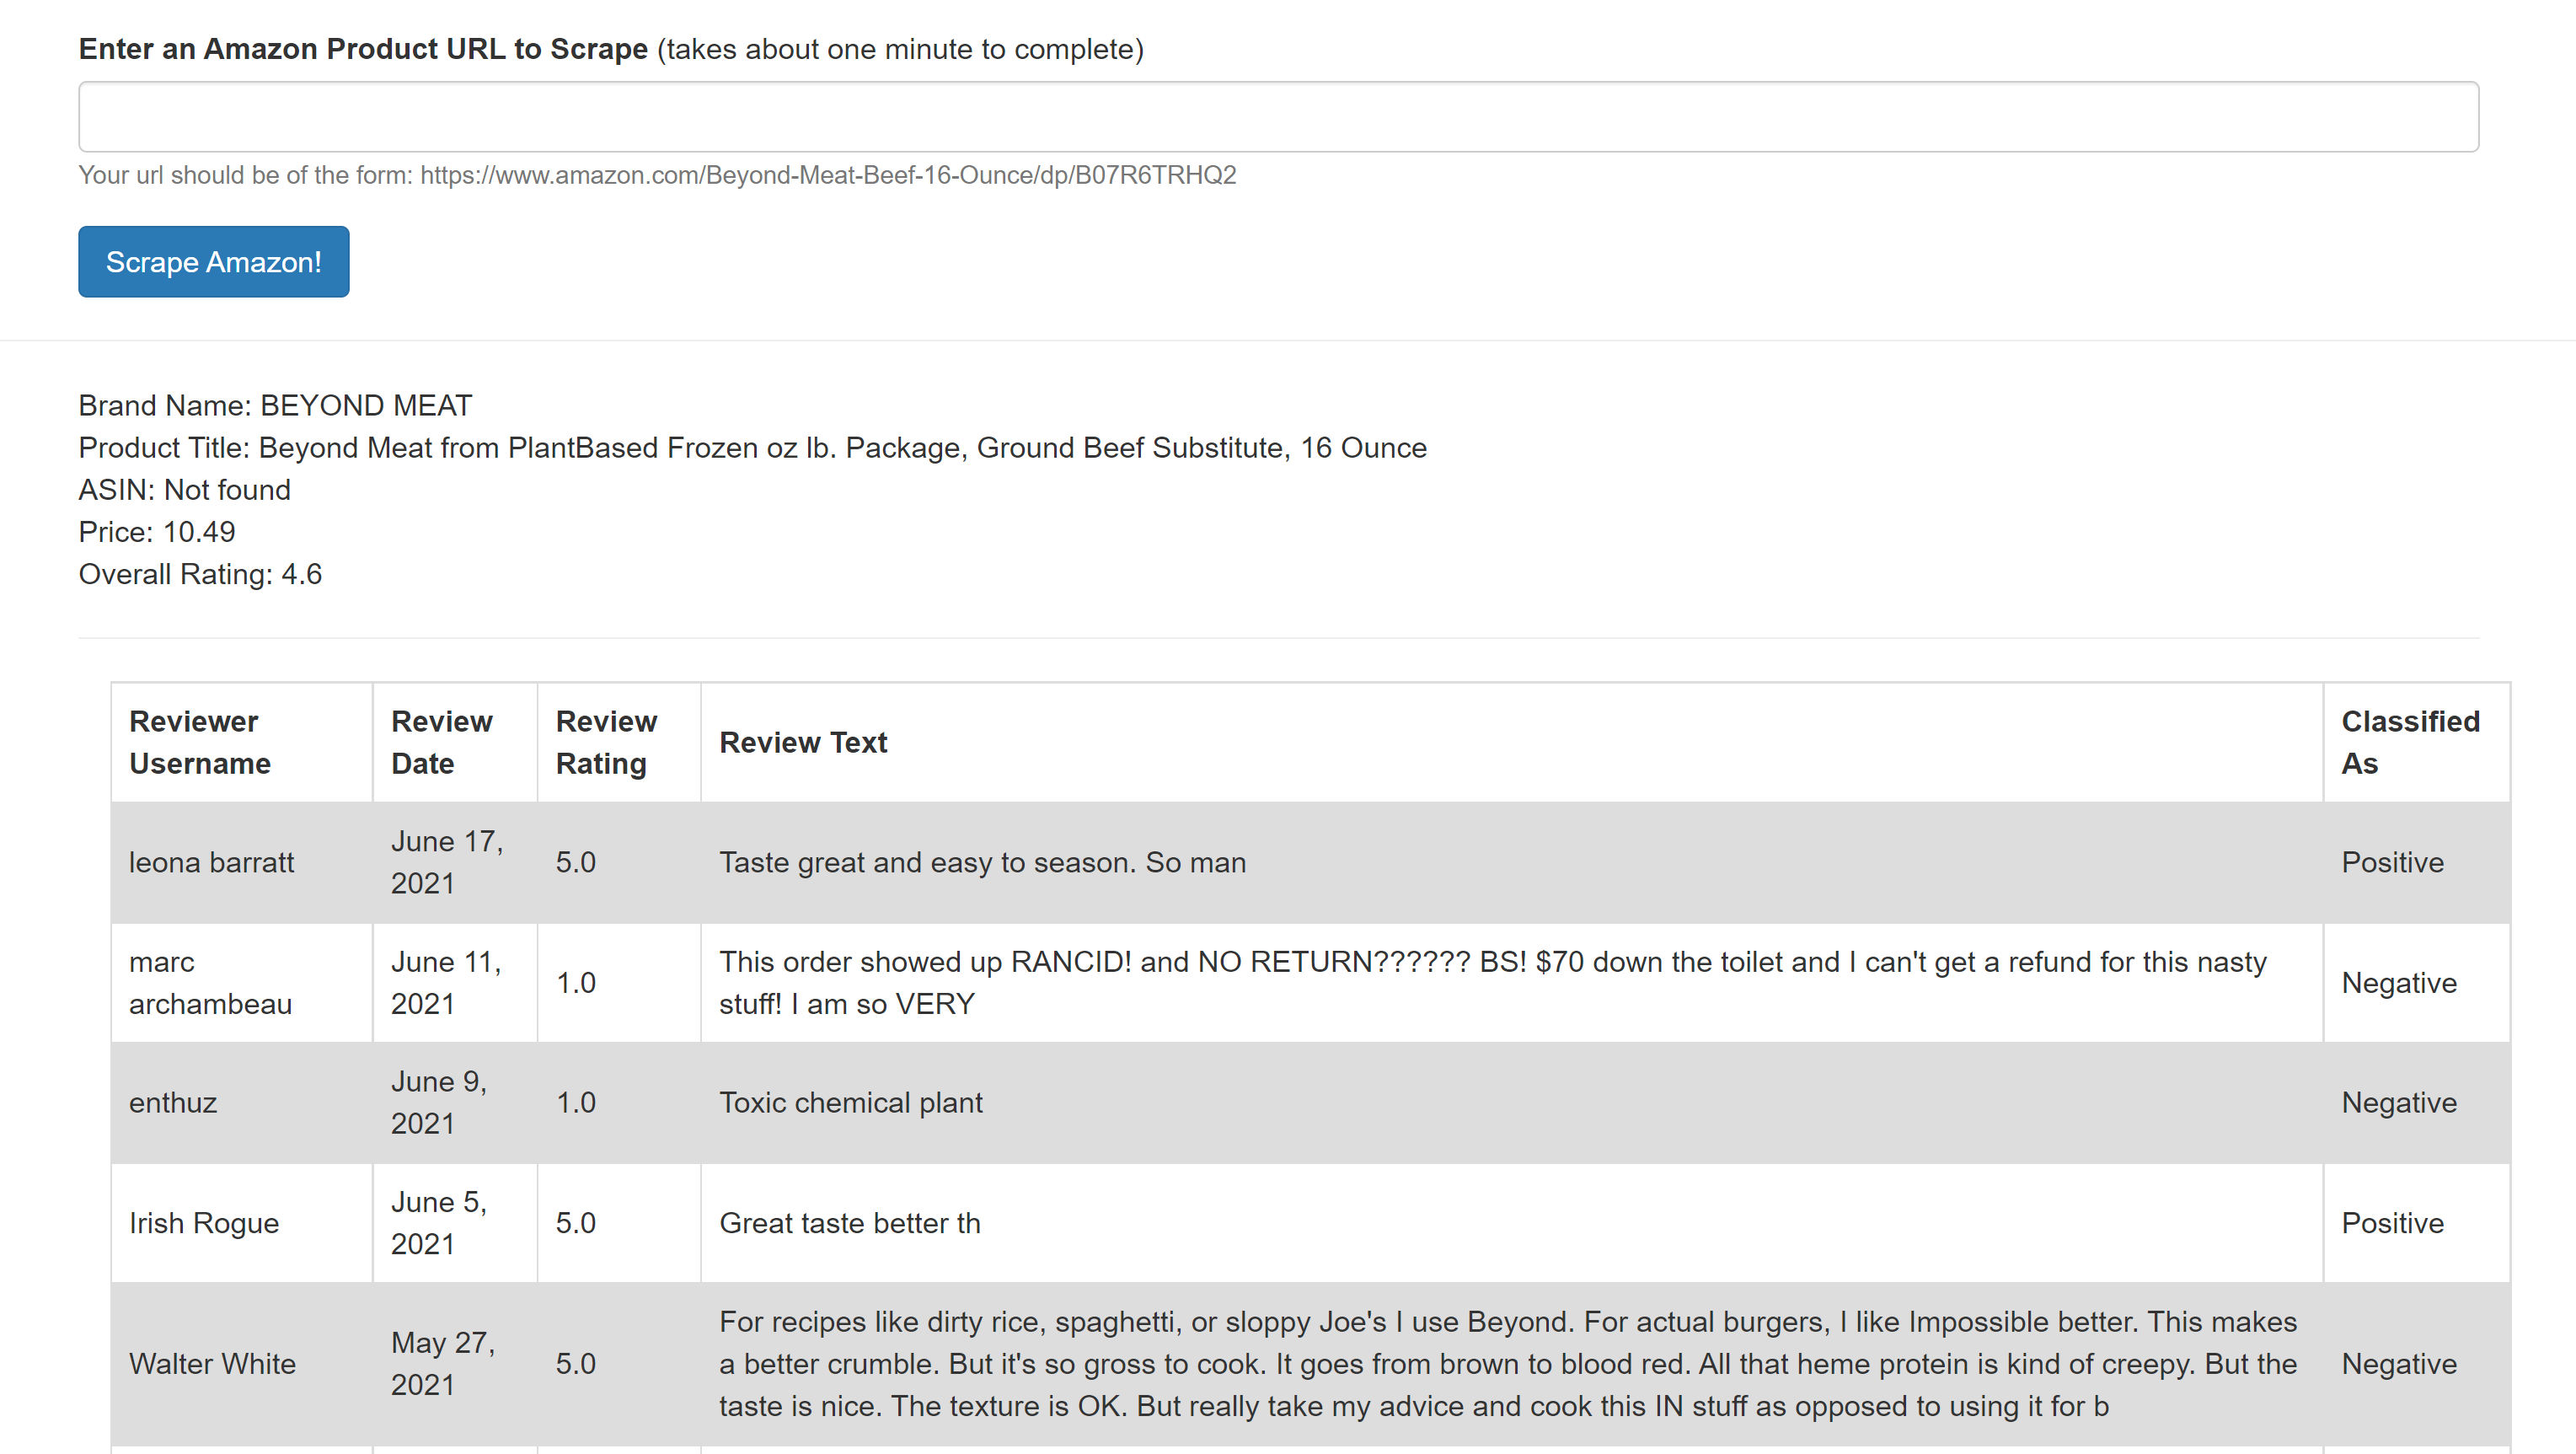 Enter an Amazon Product URL to Scrape (takes about one minute to complete)
Your url should be of the form: https://www.amazon.com/Beyond-Meat-Beef-16-Ounce/dp/B07R6TRHQ2
Scrape Amazon!
Brand Name: BEYOND MEAT
Product Title: Beyond Meat from PlantBased Frozen oz lb. Package, Ground Beef Substitute, 16 Ounce
ASIN: Not found
Price: 10.49
Overall Rating: 4.6
Reviewer Username
Review Date
Review Rating
Review Text
Classified As
leona barratt
June 17, 2021
5.0
Taste great and easy to season. So man
Positive
marc archambeau
June 11, 2021
1.0
This order showed up RANCID! and NO RETURN?????? BS! $70 down the toilet and I can't get a refund for this nasty
stuff! I am so VERY
Negative
enthuz
June 9, 2021
1.0
Toxic chemical plant
Negative
Irish Rogue
June 5, 2021
5.0
Great taste better th
Positive
Walter White
May 27, 2021
5.0
For recipes like dirty rice, spaghetti, or sloppy Joe's I use Beyond. For actual burgers, I like Impossible better. This makes
a better crumble. But it's so gross to cook. It goes from brown to blood red. All that heme protein is kind of creepy. But the
taste is nice. The texture is OK. But really take my advice and cook this IN stuff as opposed to using it for b
Negative